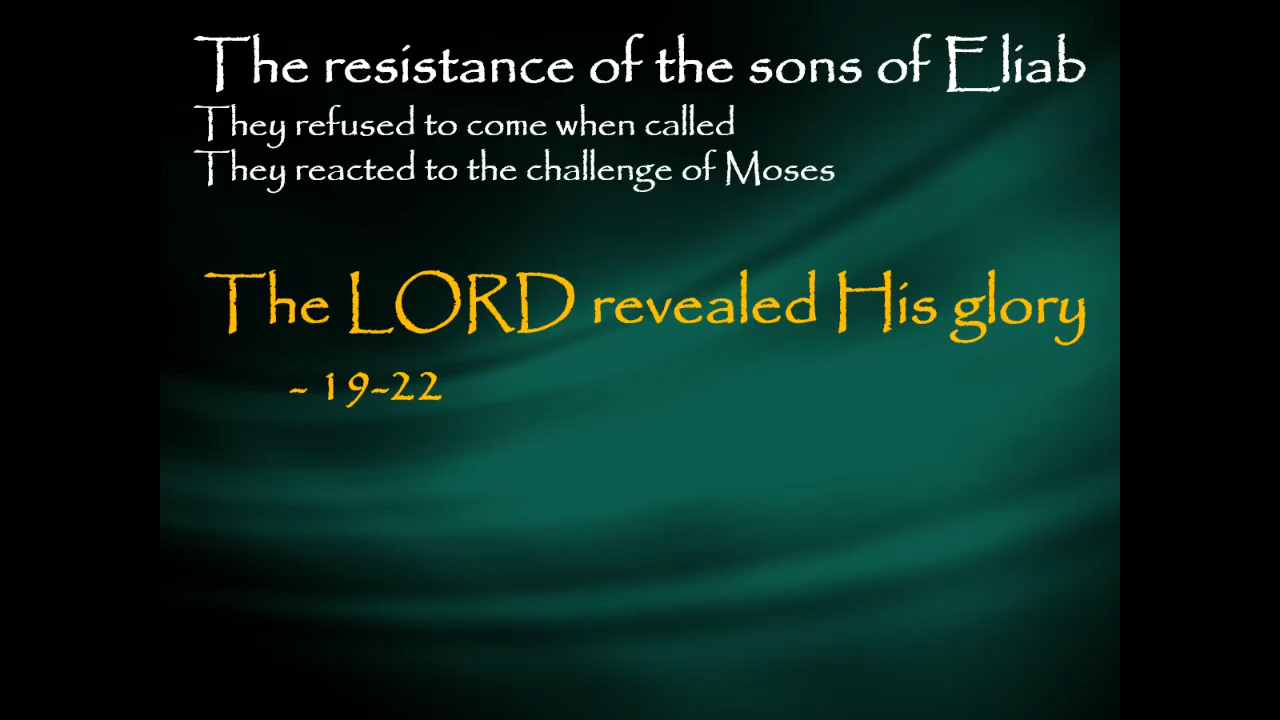 The resistance of the sons of Eliab
They refused to come when called
They reacted to the challenge of Moses
The LORD revealed His glory
- 19-22